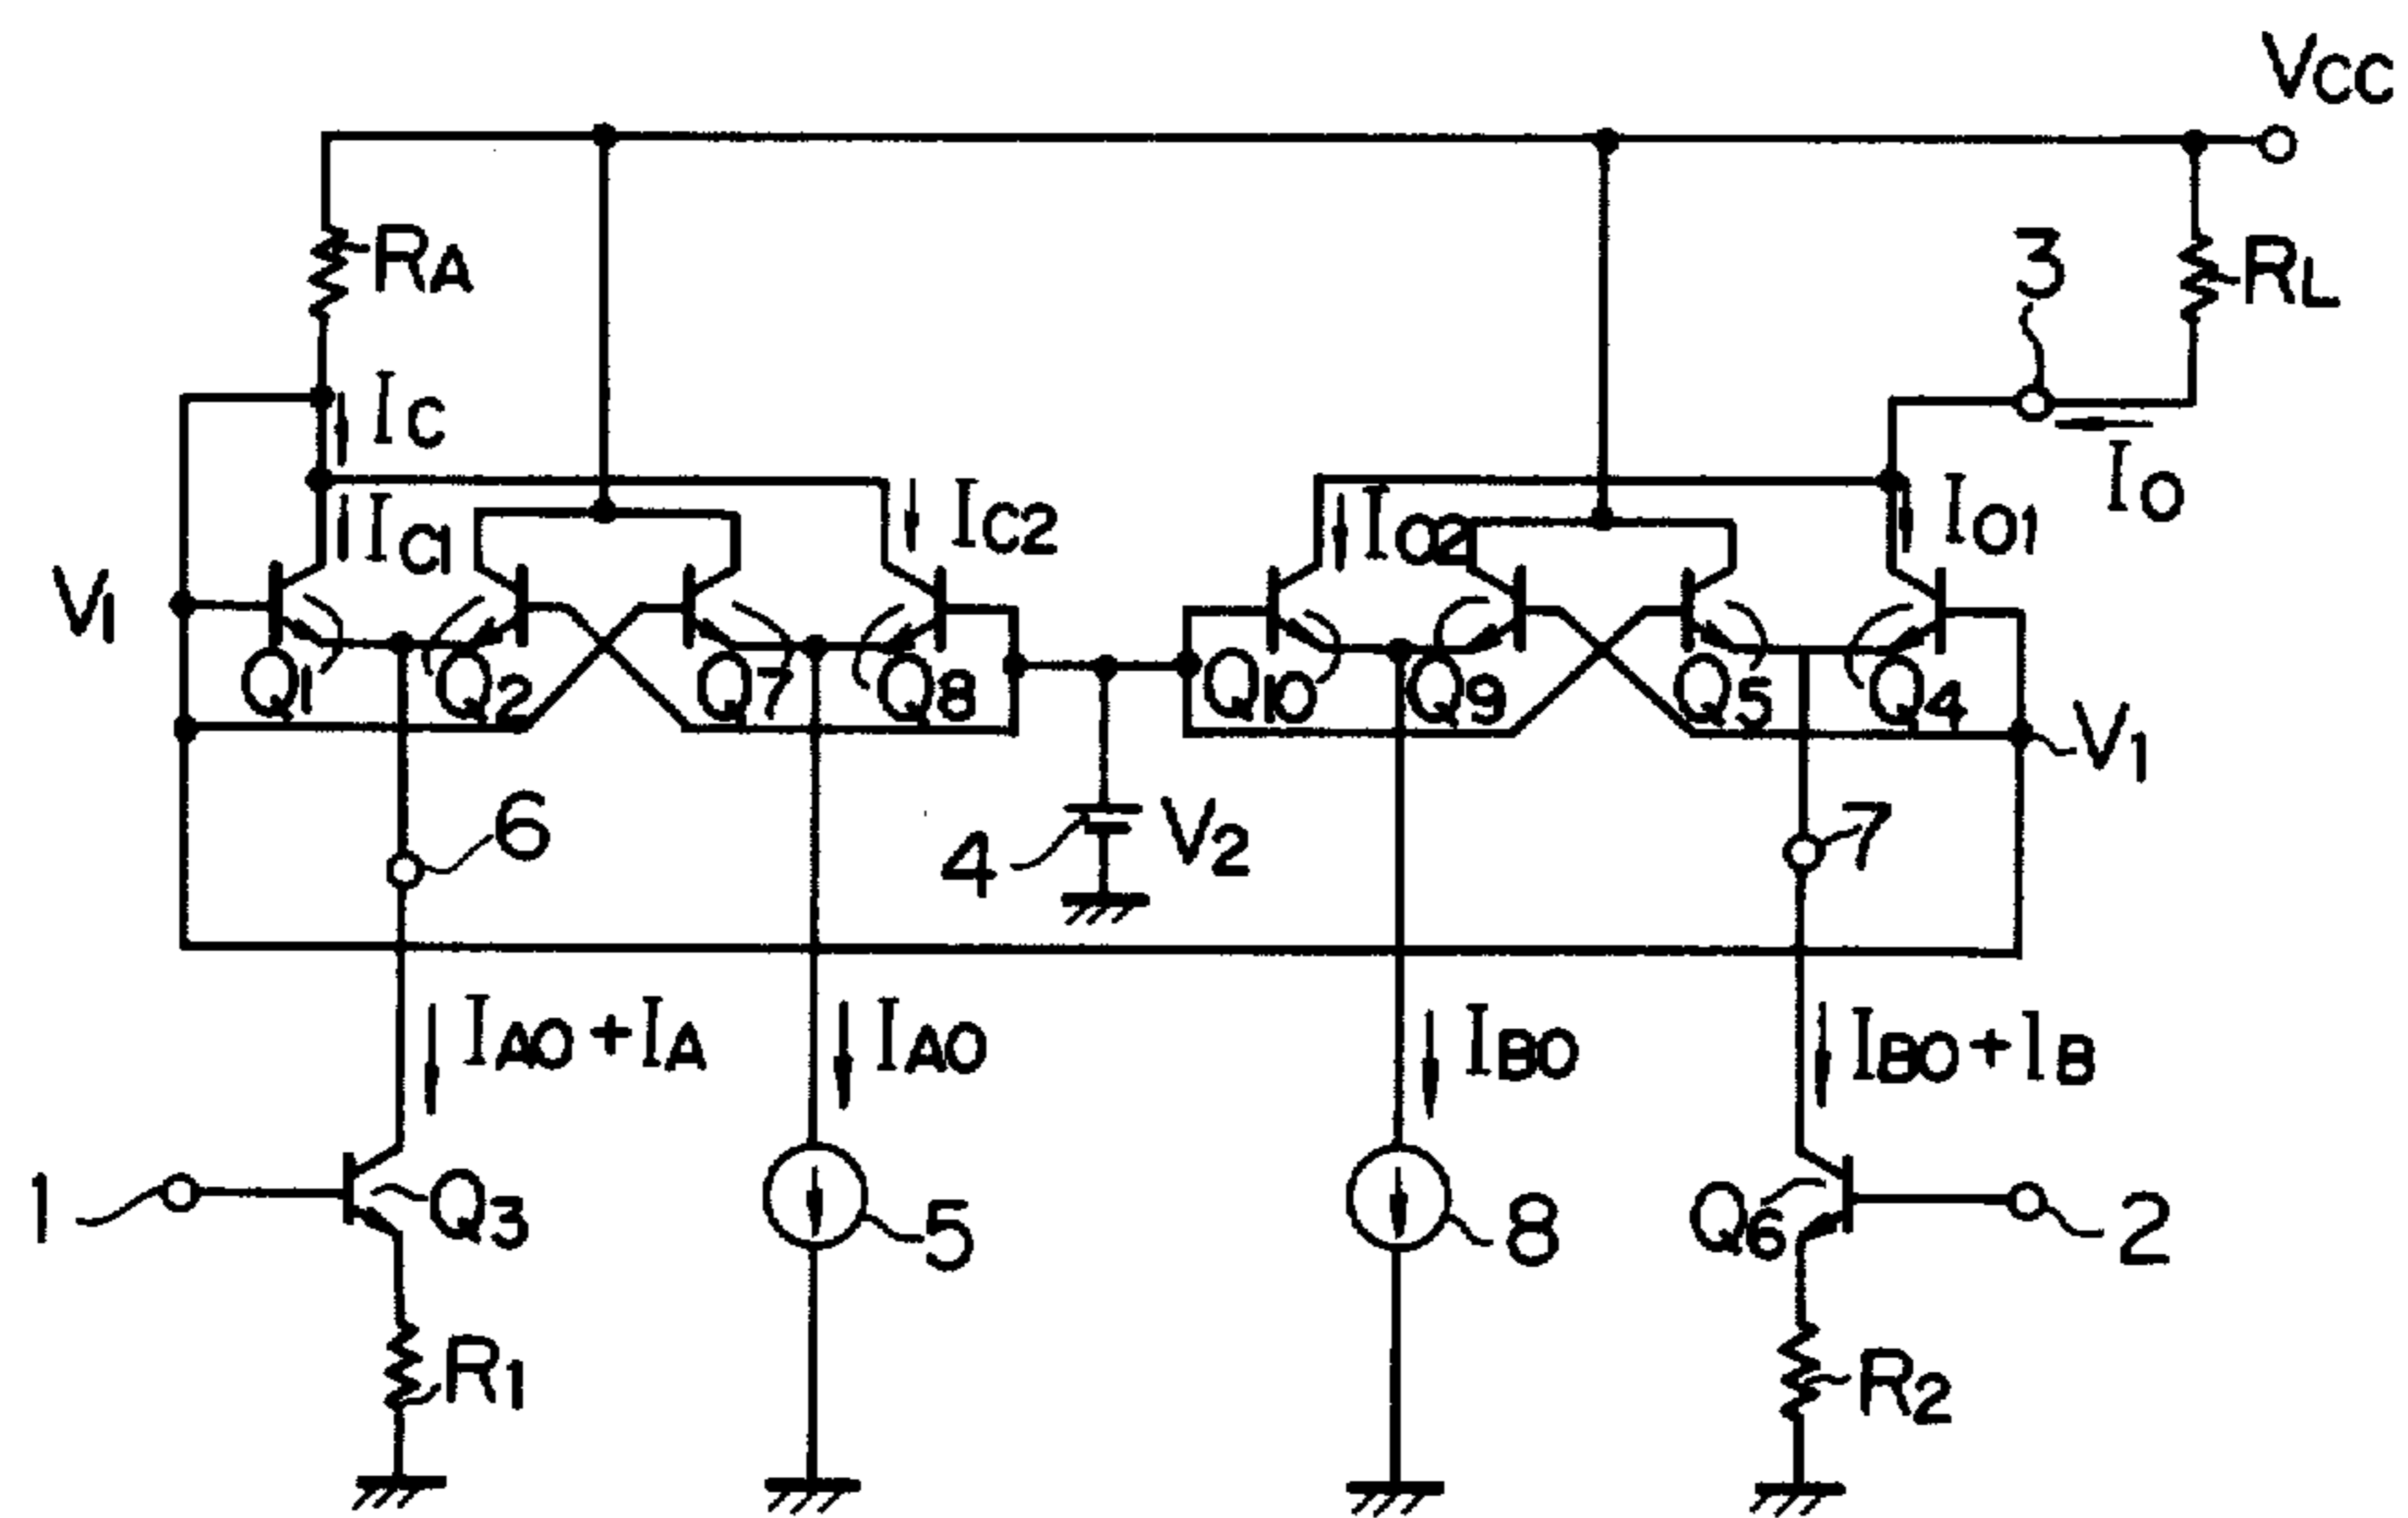 VCC
RA
3
RL
IC
IO
IC1
IC2
IO2
IO1
V1
Q1
Q2
Q7
Q8
Q10
Q9
Q5
Q4
V1
6
4
V2
7
IAO+IA
IAO
IBO
IBO+IB
1
Q3
5
8
Q6
2
R1
R2